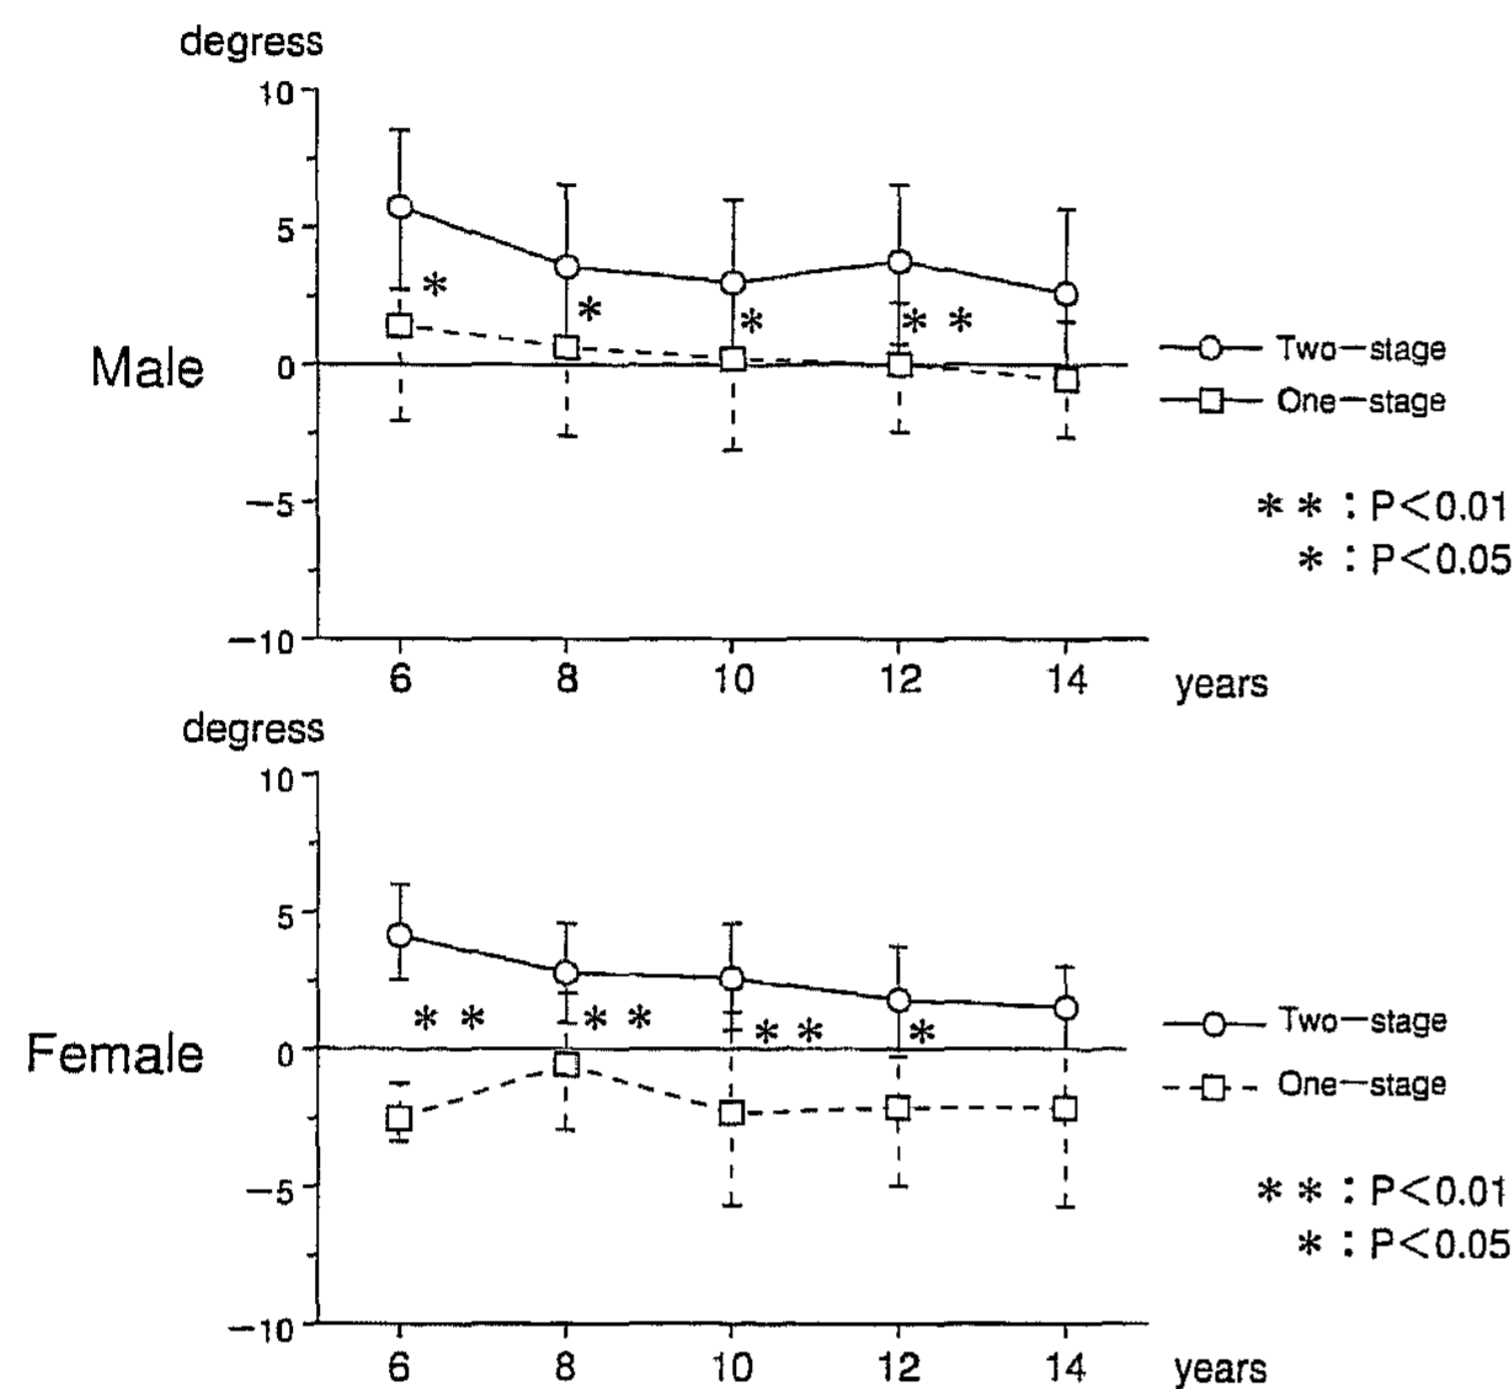 degress
10
5
0
−5
−10
Male
*
*
*
* *
Two−stage
One−stage
* * : P<0.01
* : P<0.05
6 8 10 12 14 years
degress
10
5
0
−5
−10
Female
* *
* *
* *
*
Two−stage
One−stage
* * : P<0.01
* : P<0.05
6 8 10 12 14 years